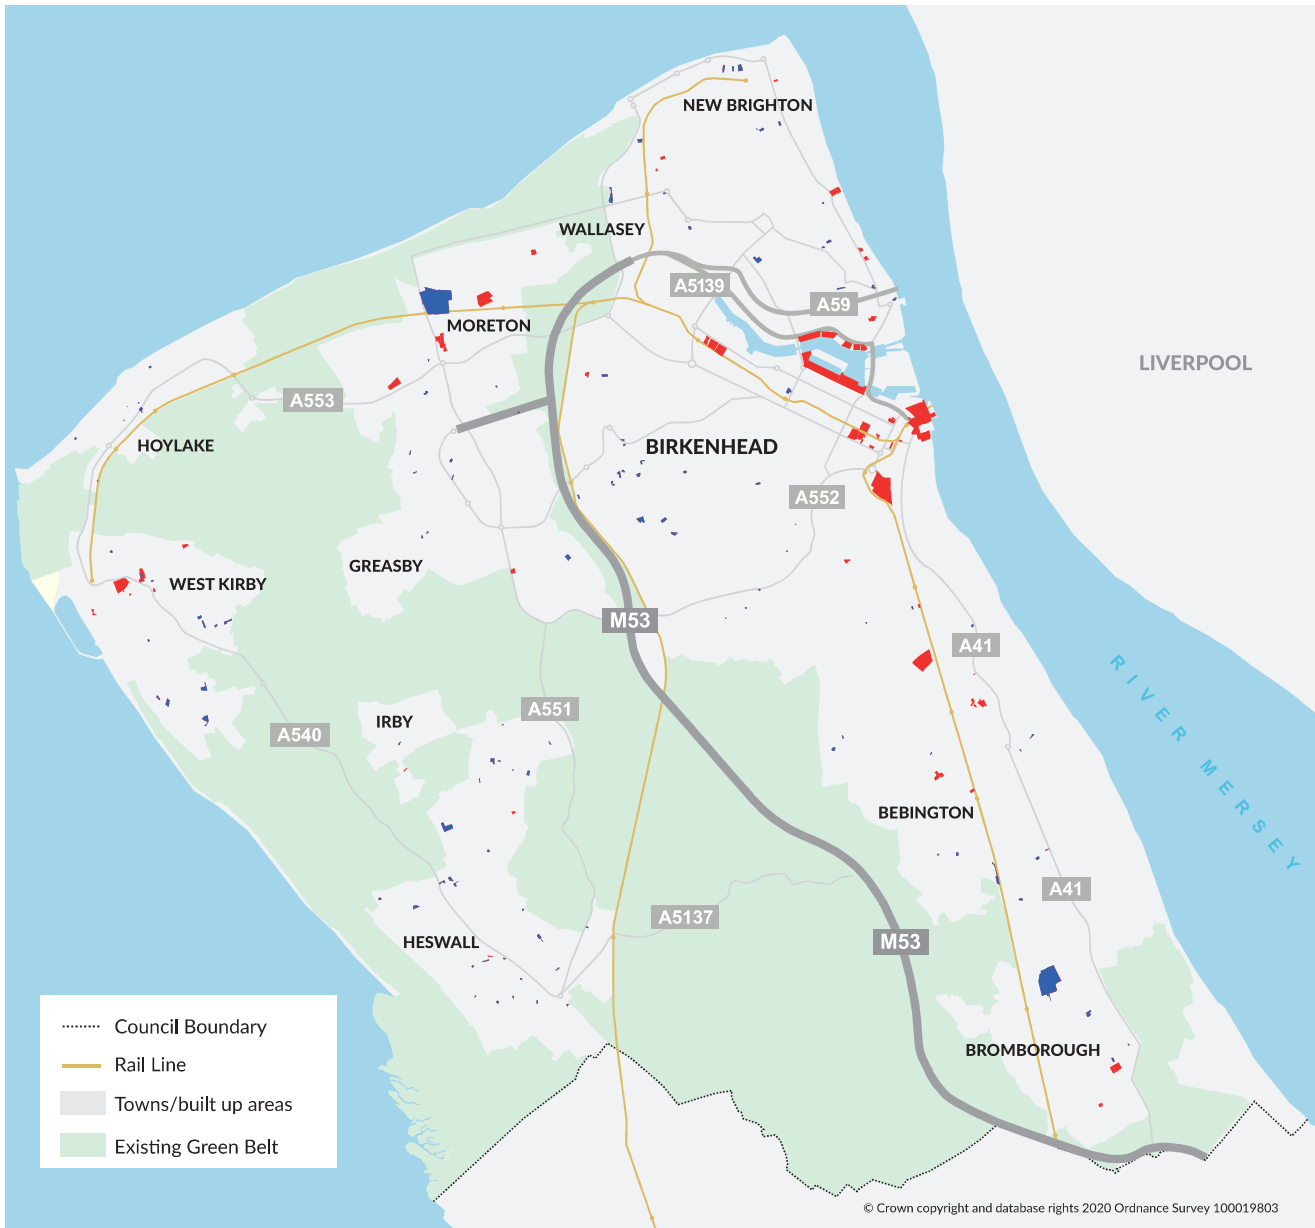 NEW BRIGHTON
WALLASEY
A5139
A59
MORETON
LIVERPOOL
A553
HOYLAKE
BIRKENHEAD
A552
GREASBY
WEST KIRBY
M53
A41
RIVER MERSEY
IRBY
A551
A540
BEBINGTON
A41
A5137
HESWALL
M53
BROMBOROUGH
Council Boundary
Rail Line
Towns/built up areas
Existing Green Belt
© Crown copyright and database rights 2020 Ordnance Survey 100019803